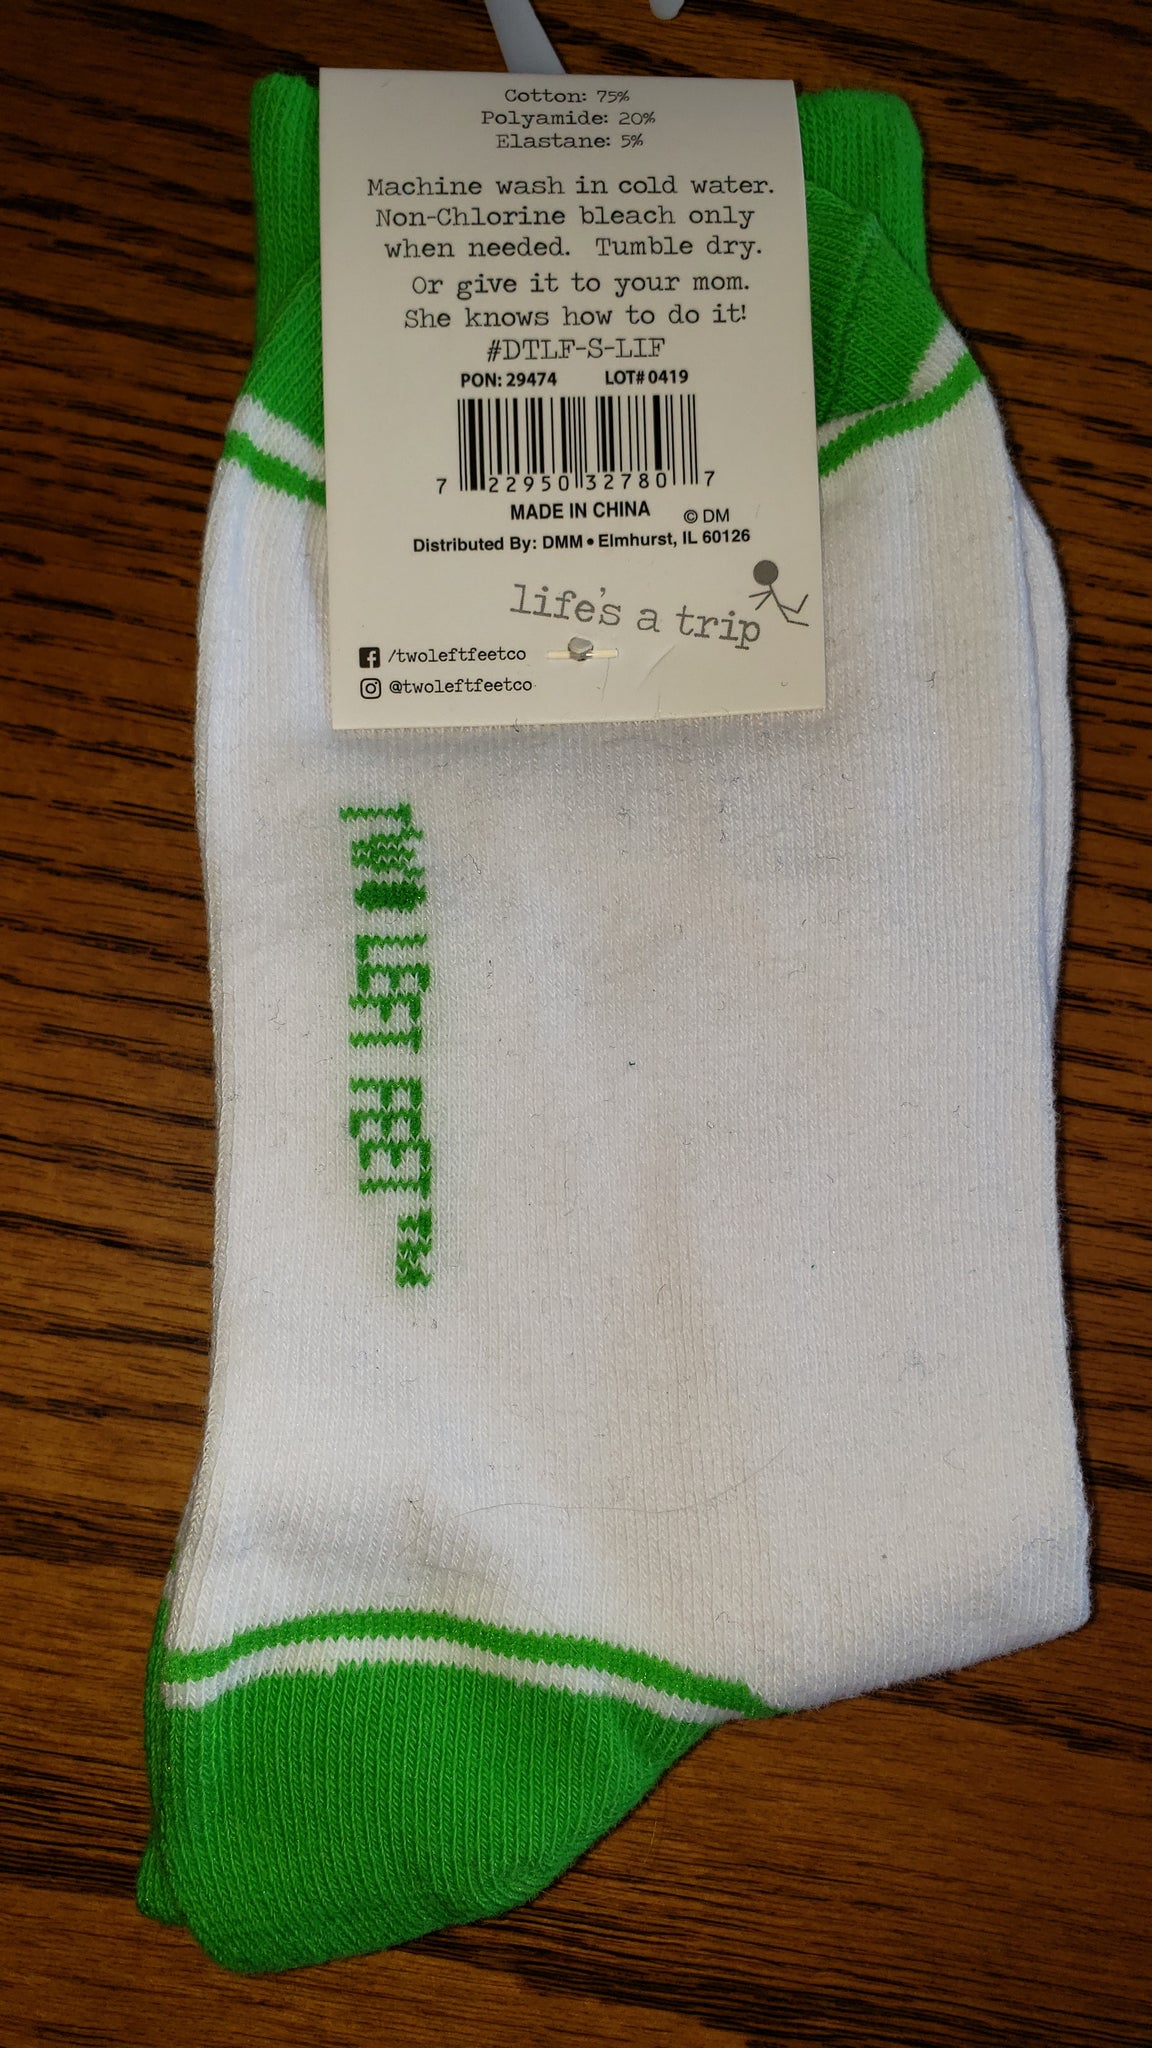 Cotton: 75%
Polyamide: 20%
Elastane: 5%
Machine wash in cold water.
Non-Chlorine bleach only
when needed. Tumble dry.
Or give it to your mom.
She knows how to do it!
#DTLF-S-LIF
PON: 29474 LOT# 0419
7 22950 32780 7
MADE IN CHINA © DM
Distributed By: DMM • Elmhurst, IL 60126
life's a trip
/twoleftfeetco
@twoleftfeetco
TWO LEFT FEET™